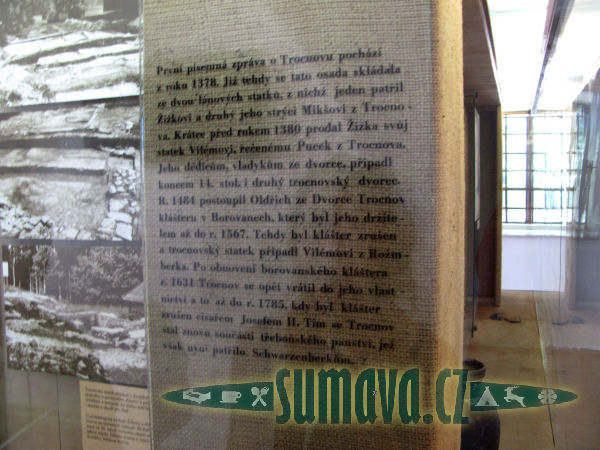 První písemná zpráva o Trocnovu pochází
z roku 1378. Již tehdy se tato osada skládala
ze dvou lánových statků, z nichž jeden patřil
Žižkovi a druhý jeho strýci Mikšovi z Trocno-
va. Krátce před rokem 1380 prodal Žižka svůj
statek Vilémovi, řečenému Pucek z Trocnova.
Jeho dědicům, vladykům ze dvorce, připadl
koncem 14. stol. i druhý trocnovský dvorec.
R. 1484 postoupil Oldřich ze Dvorce Trocnov
klášteru v Borovanech, který byl jeho držite-
lem až do r. 1567. Tehdy byl klášter zrušen
a trocnovský statek připadl Vilémovi z Rožm-
berka. Po obnovení borovanského kláštera
r. 1631 Trocnov se opět vrátil do jeho vlast-
nictví a to až do r. 1785, kdy byl klášter
zrušen císařem Josefem II. Tím se Trocnov
stal znovu součástí třeboňského panství, jež
však nyní patřilo Schwarzenberkům.
šumava.cz